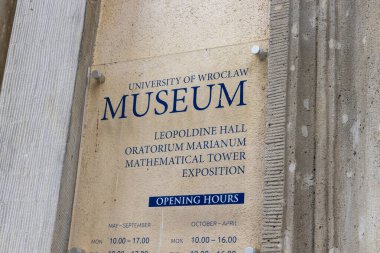 UNIVERSITY OF WROCŁAW
MUSEUM
LEOPOLDINE HALL
ORATORIUM MARIANUM
MATHEMATICAL TOWER
EXPOSITION
OPENING HOURS
MAY - SEPTEMBER OCTOBER - APRIL
MON 10.00 – 17.00 MON 10.00 – 16.00